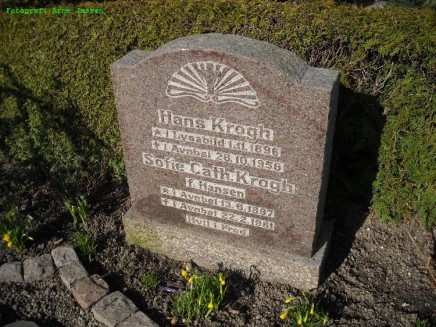 Fotograf: Arne Jensen
Hans Krogh
* i Lysabild 1.11.1896
† i Avnbøl 28.10.1956
Sofie Cath. Krogh
f. Hansen
* i Avnbøl 13.6.1897
† i Avnbøl 22.2.1981
Hvil i Fred